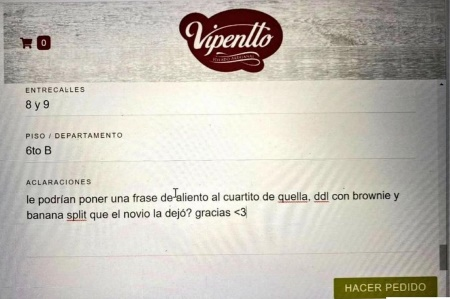 Vipentto
0
ENTRECALLES
8 y 9
PISO / DEPARTAMENTO
6to B
ACLARACIONES
le podrían poner una frase de aliento al cuartito de quella, ddl con brownie y
banana split que el novio la dejó? gracias <3
HACER PEDIDO